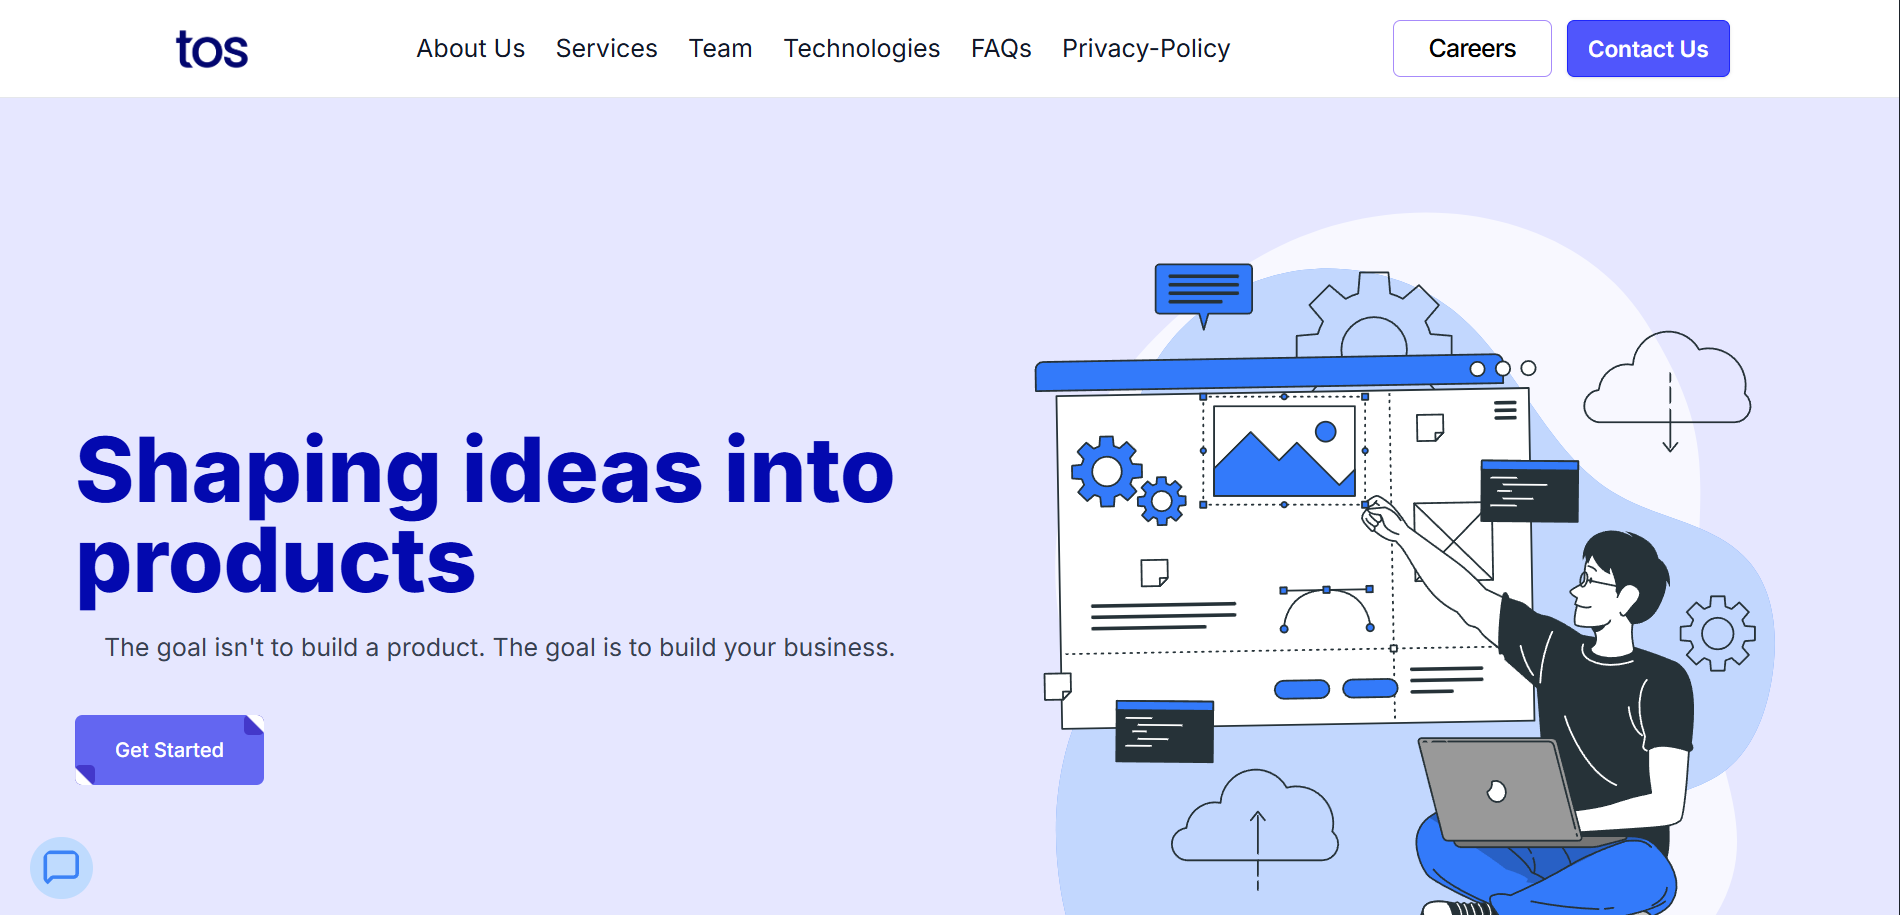 tos
About Us
Services
Team
Technologies
FAQs
Privacy-Policy
Careers
Contact Us
Shaping ideas into
products
The goal isn't to build a product. The goal is to build your business.
Get Started